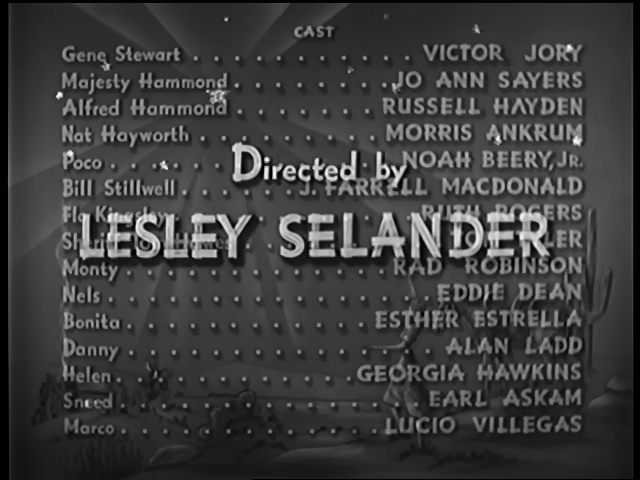 CAST
Gene Stewart . . . . . . . . . . . VICTOR JORY
Majesty Hammond . . . . . . . . JO ANN SAYERS
Alfred Hammond . . . . . . . . RUSSELL HAYDEN
Nat Hayworth . . . . . . . . . MORRIS ANKRUM
Poco . . . . . . . . . . . . . NOAH BEERY, JR.
Directed by
Bill Stillwell . . . . . . J. FARRELL MACDONALD
RUTH ROGERS
LESLEY SELANDER
Monty . . . . . . . . . . . . . RAD ROBINSON
Nels . . . . . . . . . . . . . . . EDDIE DEAN
Bonita . . . . . . . . . . . . ESTHER ESTRELLA
Danny . . . . . . . . . . . . . . . ALAN LADD
Helen . . . . . . . . . . . . GEORGIA HAWKINS
Sneed . . . . . . . . . . . . . . EARL ASKAM
Marco . . . . . . . . . . . . . LUCIO VILLEGAS